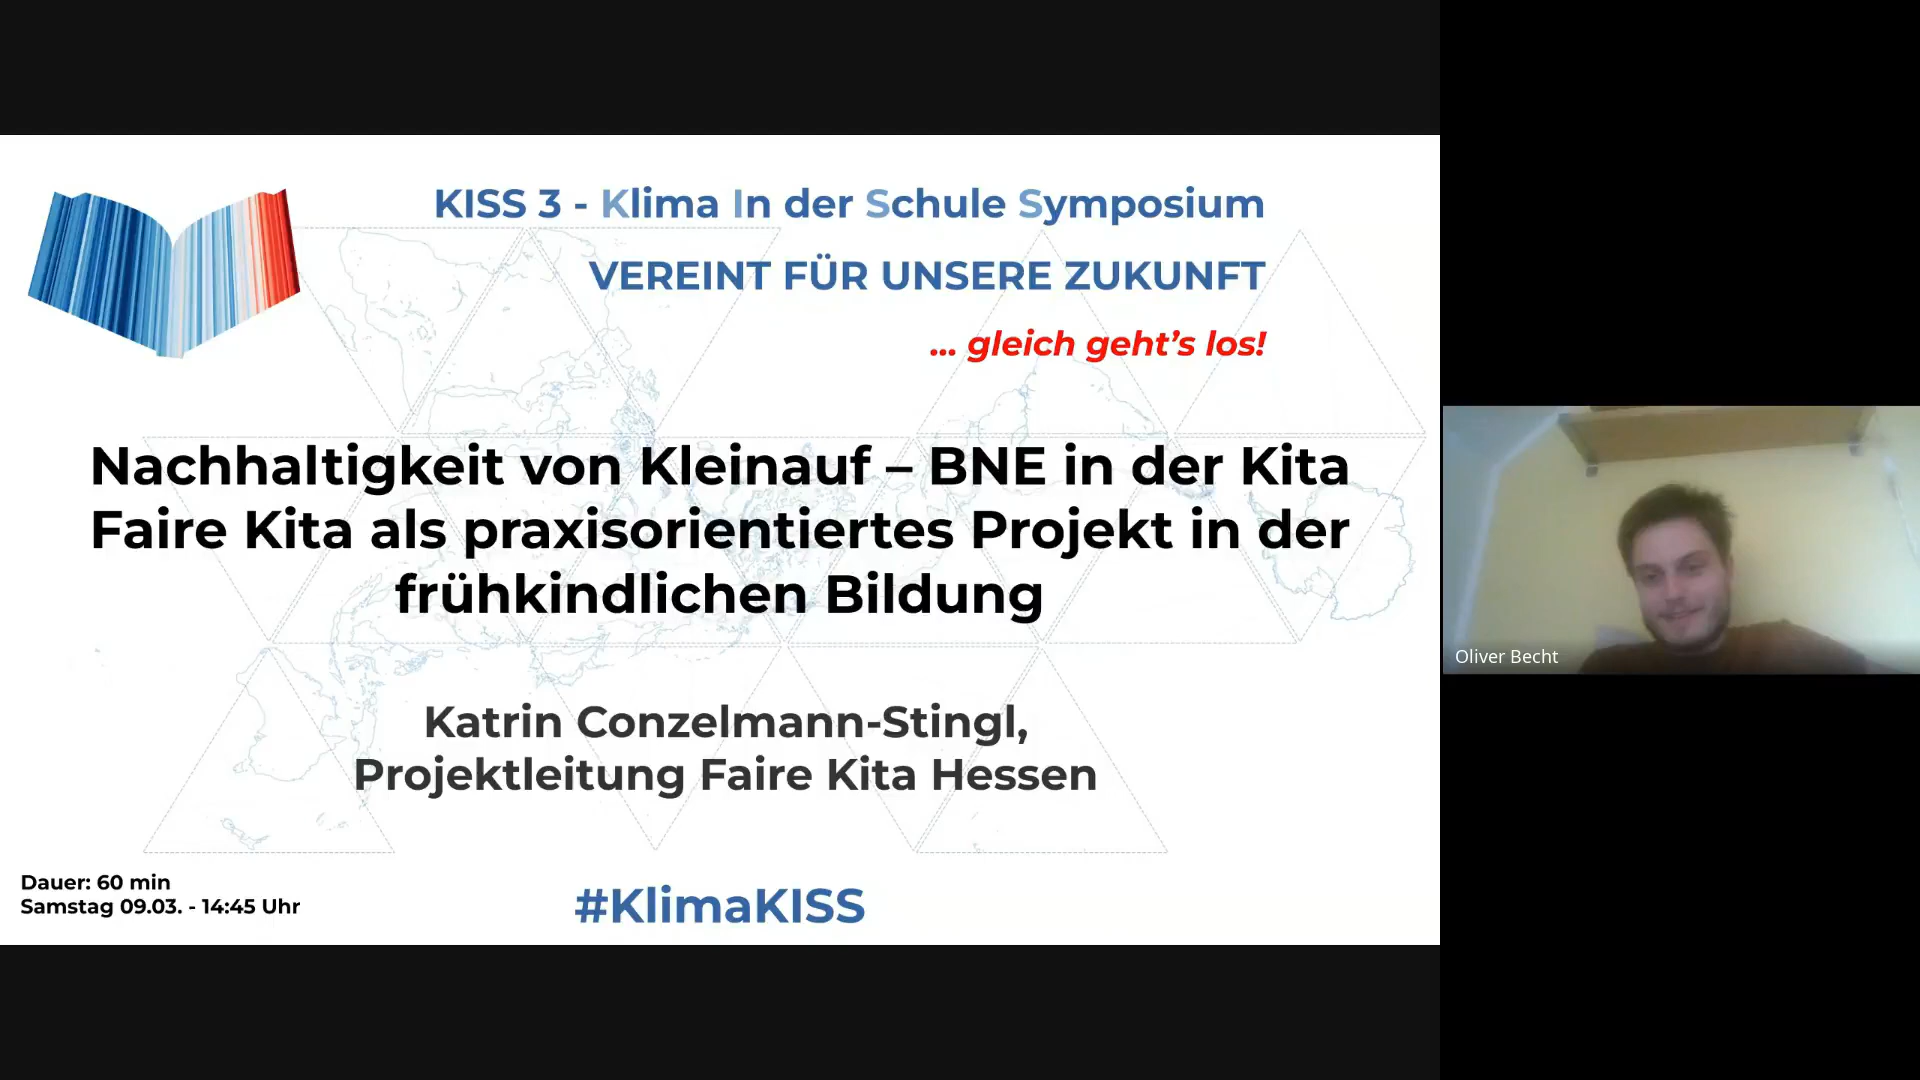 KISS 3 - Klima In der Schule Symposium
VEREINT FÜR UNSERE ZUKUNFT
... gleich geht's los!
Nachhaltigkeit von Kleinauf – BNE in der Kita
Faire Kita als praxisorientiertes Projekt in der
frühkindlichen Bildung
Katrin Conzelmann-Stingl,
Projektleitung Faire Kita Hessen
Dauer: 60 min
Samstag 09.03. - 14:45 Uhr
#KlimaKISS
Oliver Becht